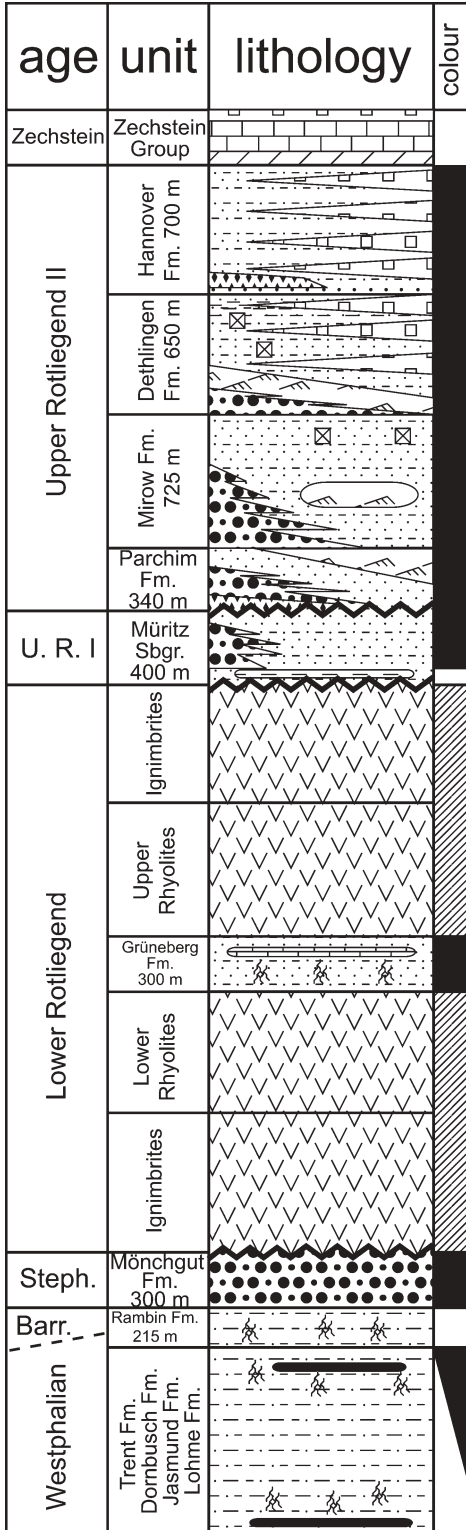 age unit lithology colour
Zechstein
Zechstein
Group
Upper Rotliegend II
Hannover
Fm. 700 m
Dethlingen
Fm. 650 m
Mirow Fm.
725 m
Parchim
Fm.
340 m
U. R. I
Müritz
Sbgr.
400 m
Lower Rotliegend
Ignimbrites
Upper
Rhyolites
Grüneberg
Fm.
300 m
Lower
Rhyolites
Ignimbrites
Steph.
Mönchgut
Fm.
300 m
Barr.
Rambin Fm.
215 m
Westphalian
Trent Fm.
Dornbusch Fm.
Jasmund Fm.
Lohme Fm.